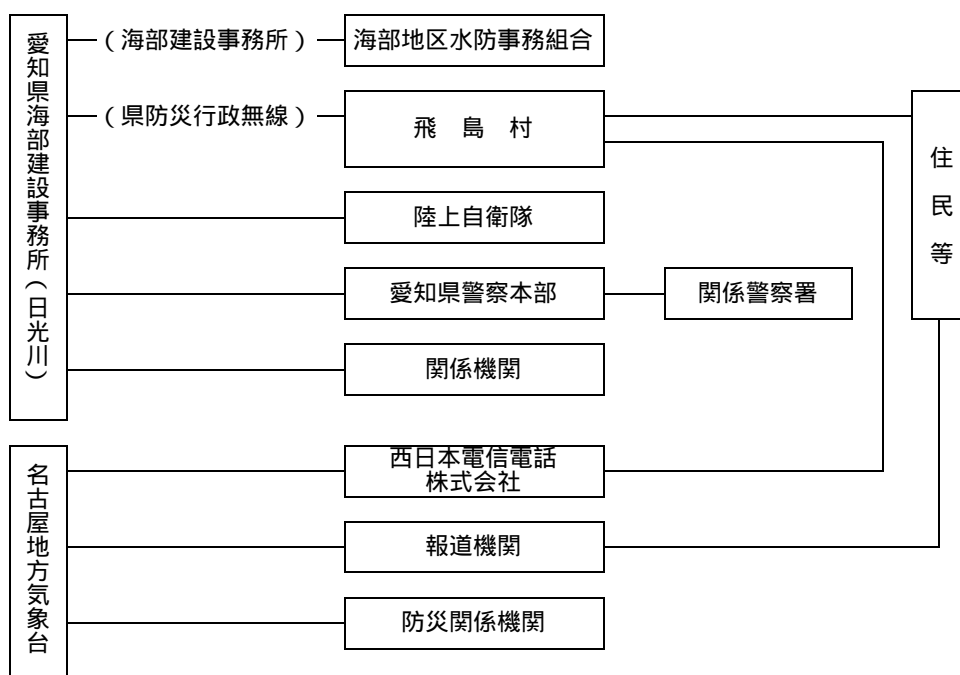 愛知県海部建設事務所（日光川）
（海部建設事務所）
海部地区水防事務組合
（県防災行政無線）
飛　島　村
住民等
陸上自衛隊
愛知県警察本部
関係警察署
関係機関
名古屋地方気象台
西日本電信電話
株式会社
報道機関
防災関係機関